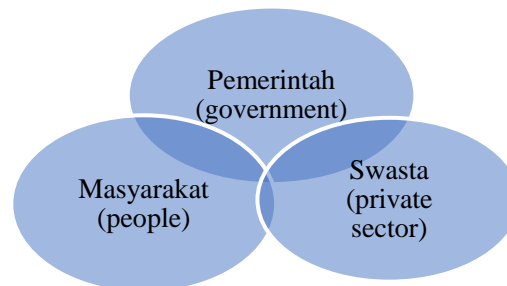 Pemerintah
(government)
Masyarakat
(people)
Swasta
(private
sector)